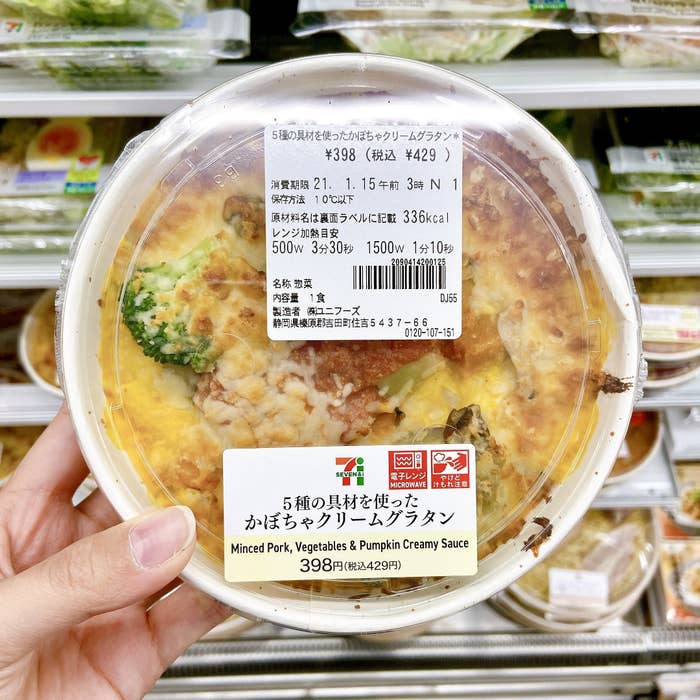 5種の具材を使ったかぼちゃクリームグラタン*
¥398 (税込 ¥429 )
消費期限 21. 1.15午前 3時 N 1
保存方法 10℃以下
原材料名は裏面ラベルに記載 336kcal
レンジ加熱目安
500W 3分30秒 1500W 1分10秒
2090414200125
名称 惣菜
内容量 1食 DJ55
製造者 ㈱ユニフーズ
静岡県榛原郡吉田町住吉5437-66
0120-107-151
7i
SEVEN&i
電子レンジ
MICROWAVE
やけど
けもれ注意
5種の具材を使った
かぼちゃクリームグラタン
Minced Pork, Vegetables & Pumpkin Creamy Sauce
398円(税込429円)